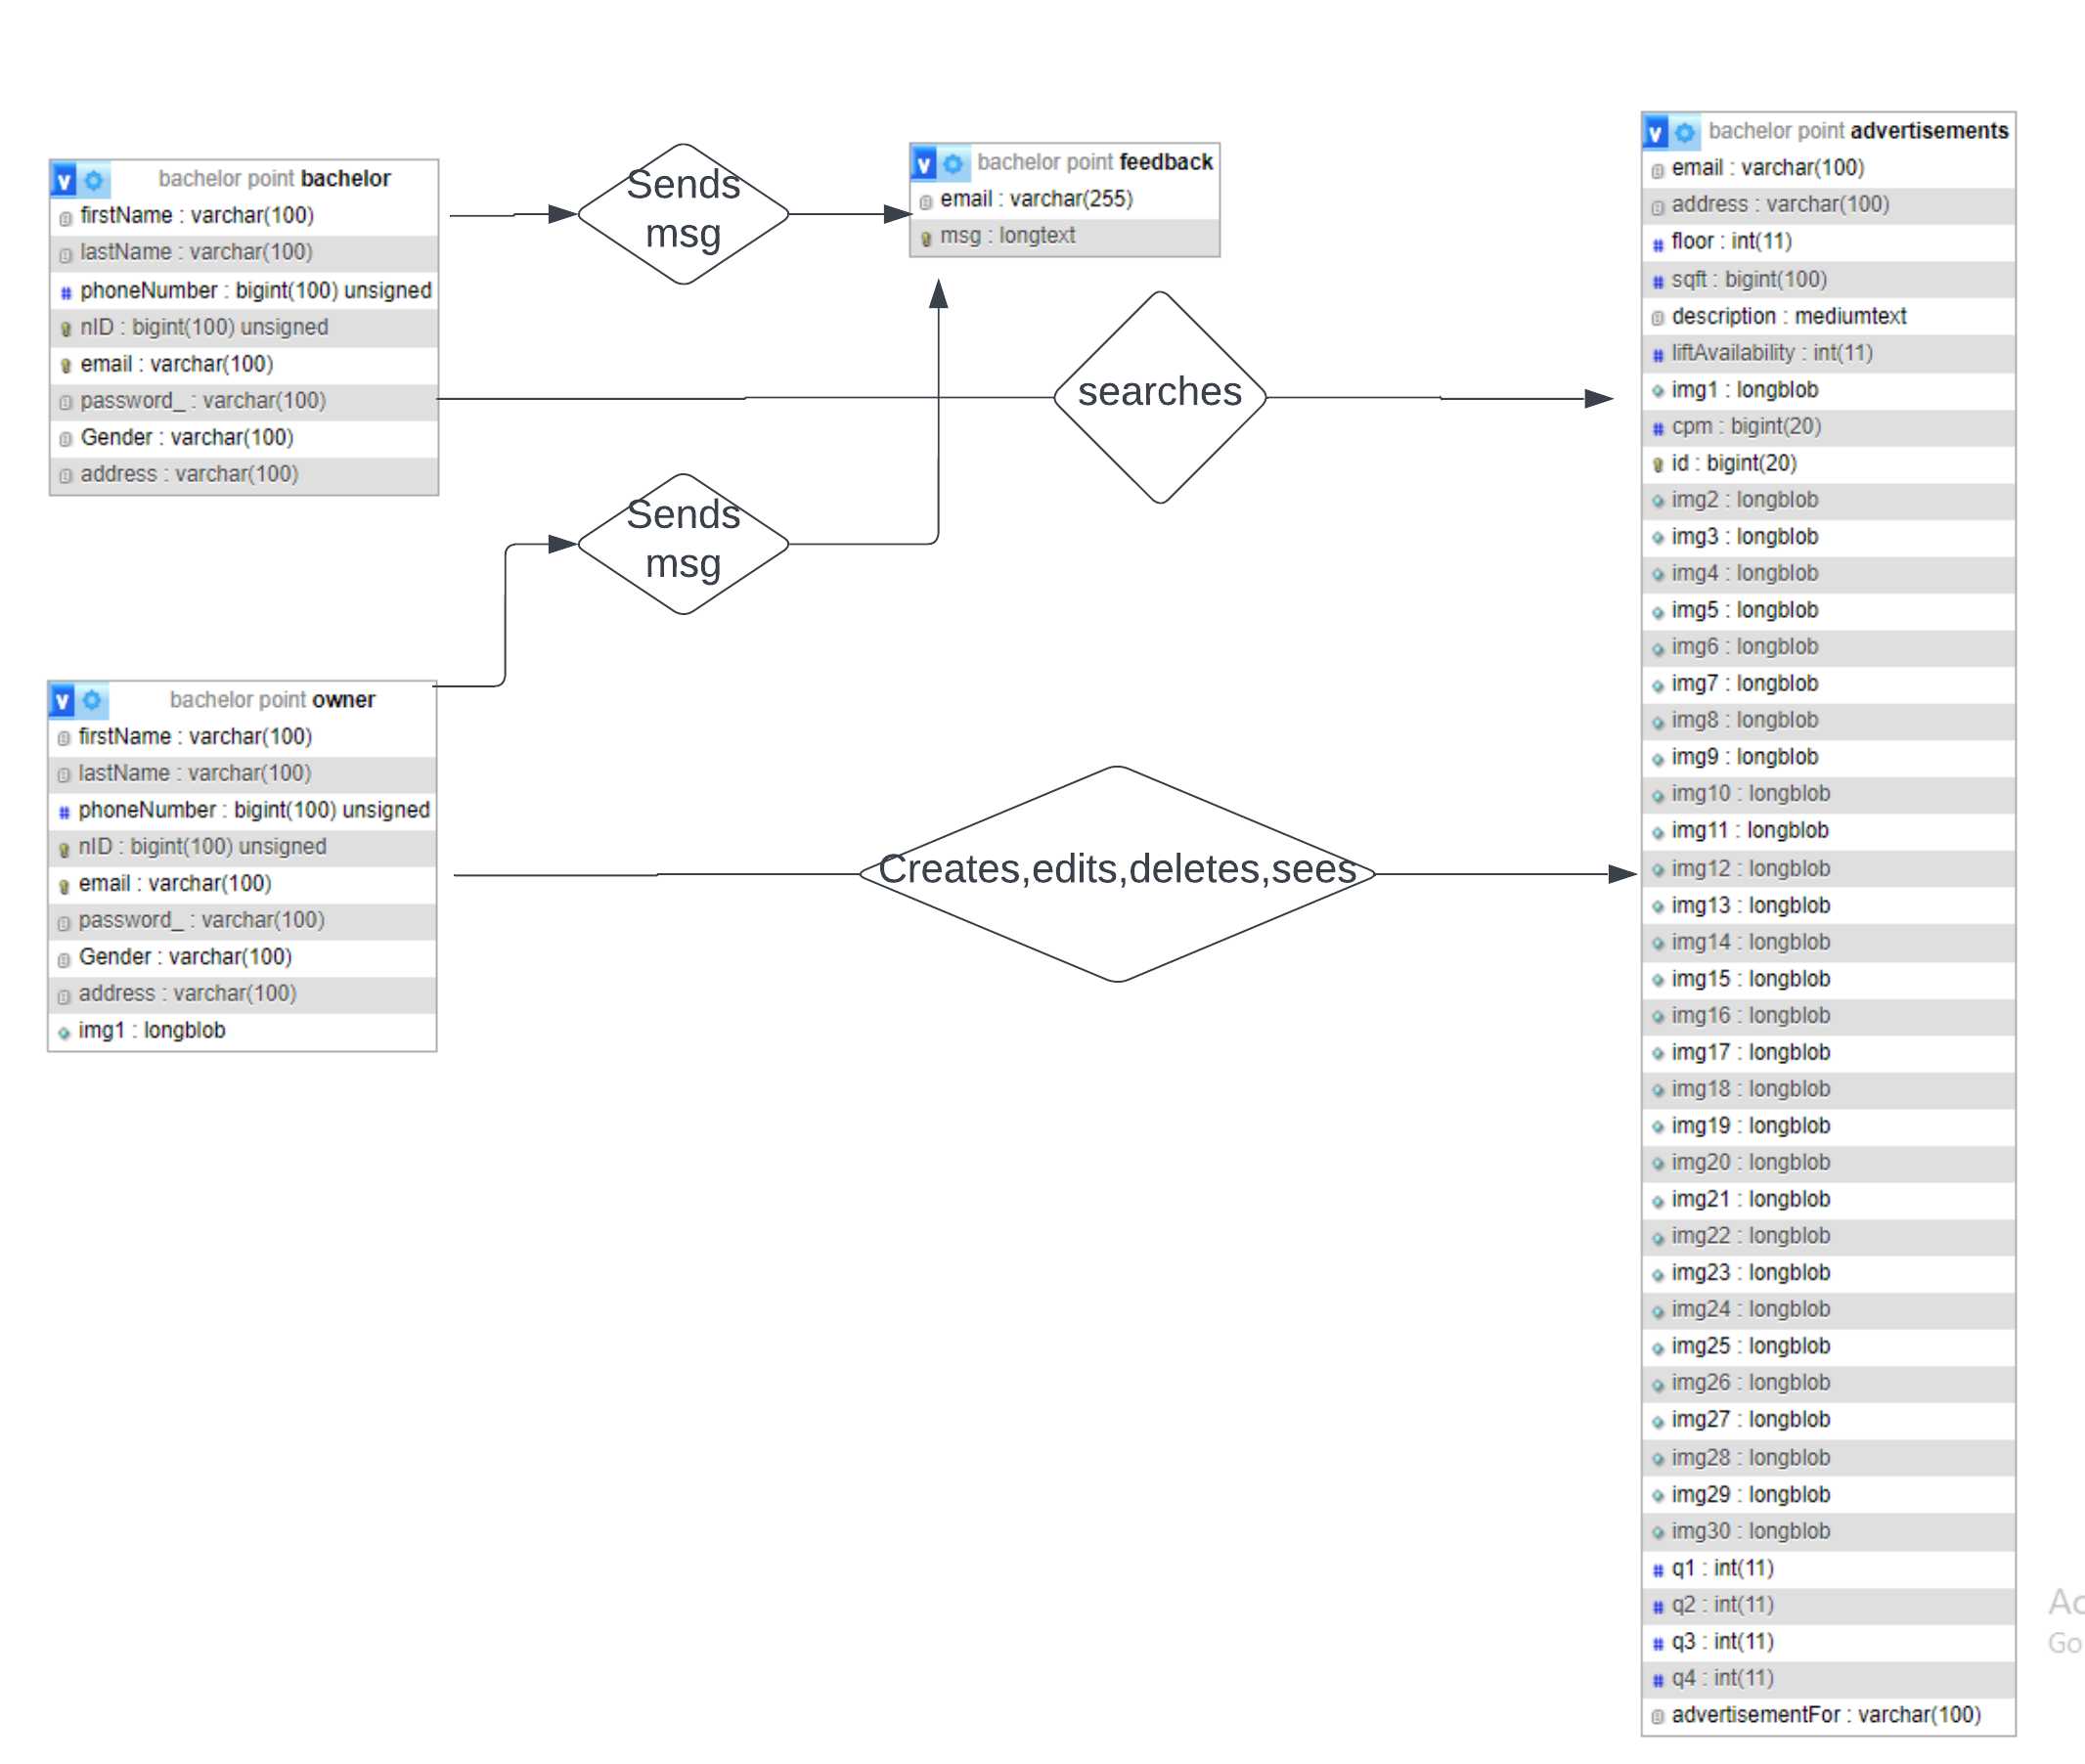 bachelor point bachelor
firstName : varchar(100)
lastName : varchar(100)
phoneNumber : bigint(100) unsigned
nID : bigint(100) unsigned
email : varchar(100)
password_ : varchar(100)
Gender : varchar(100)
address : varchar(100)
Sends
msg
bachelor point feedback
email : varchar(255)
msg : longtext
searches
Sends
msg
bachelor point owner
firstName : varchar(100)
lastName : varchar(100)
phoneNumber : bigint(100) unsigned
nID : bigint(100) unsigned
email : varchar(100)
password_ : varchar(100)
Gender : varchar(100)
address : varchar(100)
img1 : longblob
Creates,edits,deletes,sees
bachelor point advertisements
email : varchar(100)
address : varchar(100)
floor : int(11)
sqft : bigint(100)
description : mediumtext
liftAvailability : int(11)
img1 : longblob
cpm : bigint(20)
id : bigint(20)
img2 : longblob
img3 : longblob
img4 : longblob
img5 : longblob
img6 : longblob
img7 : longblob
img8 : longblob
img9 : longblob
img10 : longblob
img11 : longblob
img12 : longblob
img13 : longblob
img14 : longblob
img15 : longblob
img16 : longblob
img17 : longblob
img18 : longblob
img19 : longblob
img20 : longblob
img21 : longblob
img22 : longblob
img23 : longblob
img24 : longblob
img25 : longblob
img26 : longblob
img27 : longblob
img28 : longblob
img29 : longblob
img30 : longblob
q1 : int(11)
q2 : int(11)
q3 : int(11)
q4 : int(11)
advertisementFor : varchar(100)
Go